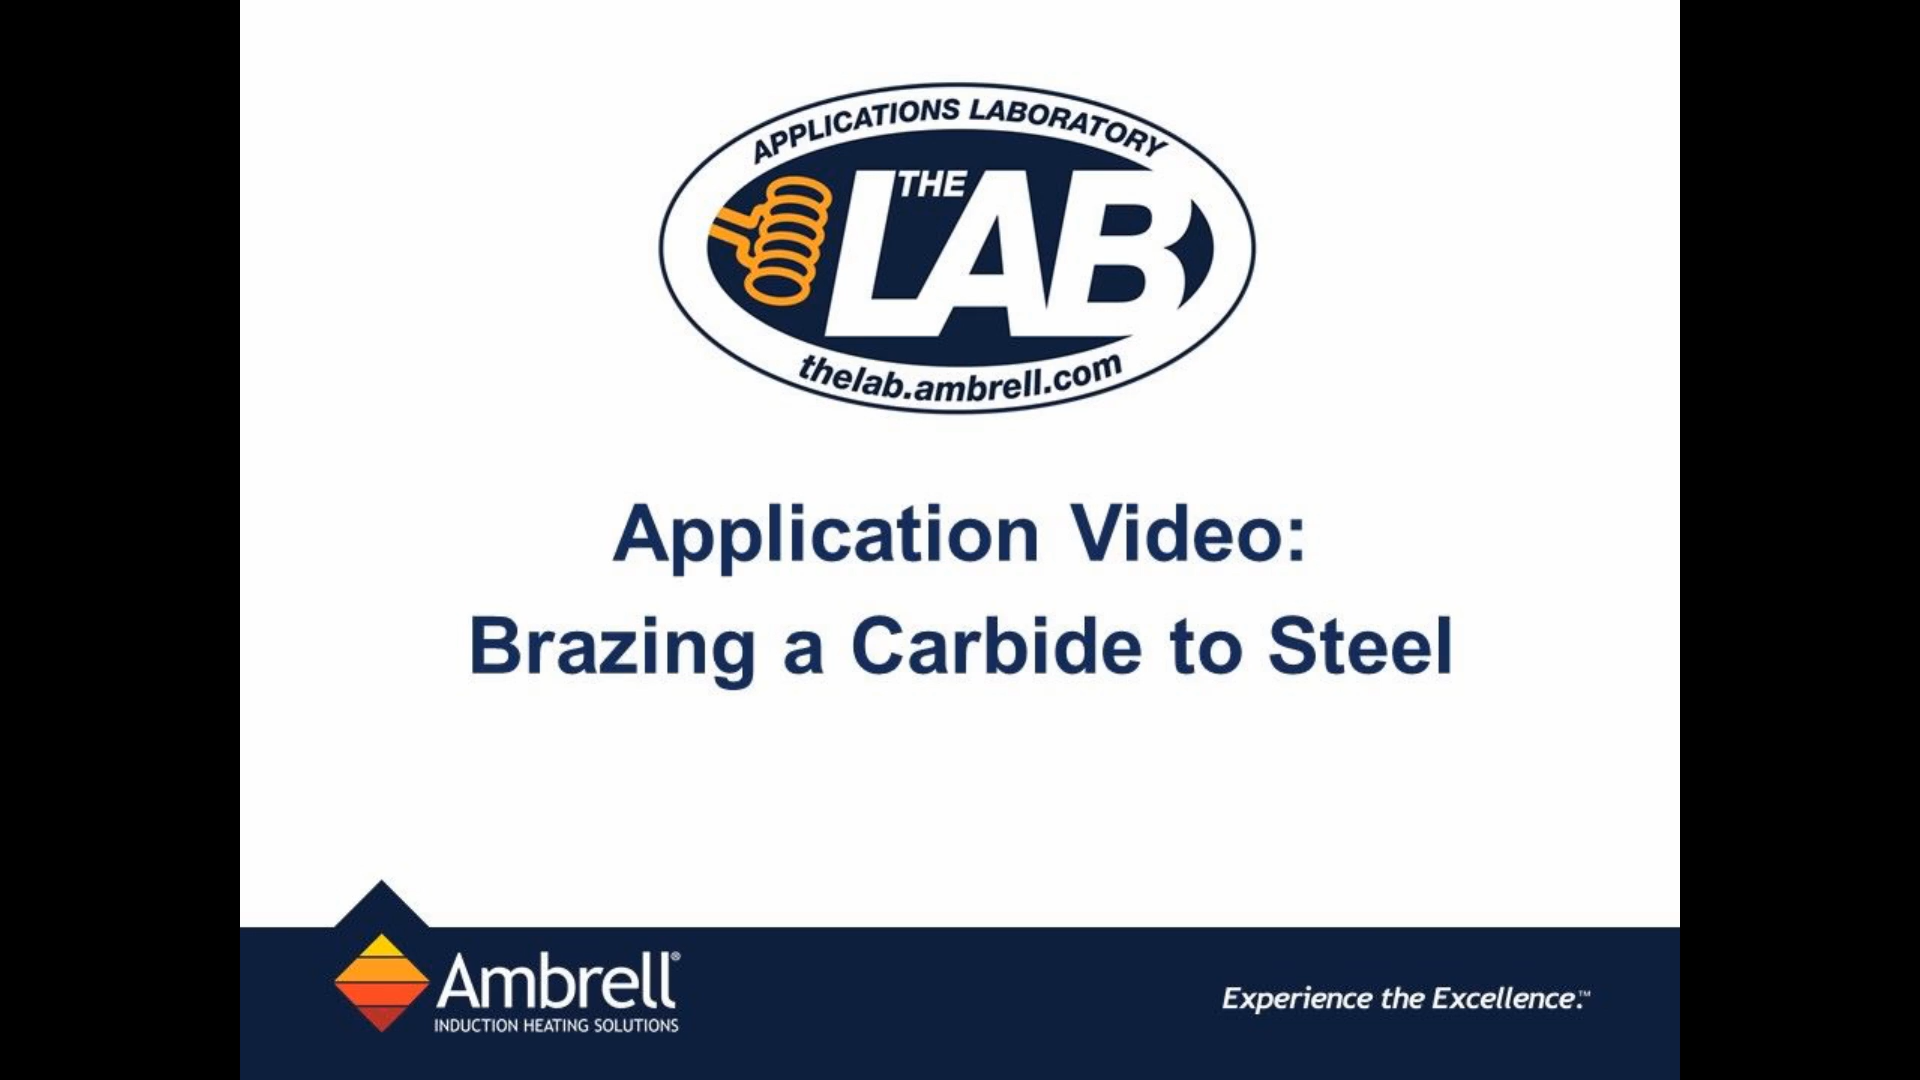 APPLICATIONS LABORATORY
THE
LAB
thelab.ambrell.com
Application Video:
Brazing a Carbide to Steel
Ambrell®
INDUCTION HEATING SOLUTIONS
Experience the Excellence.™